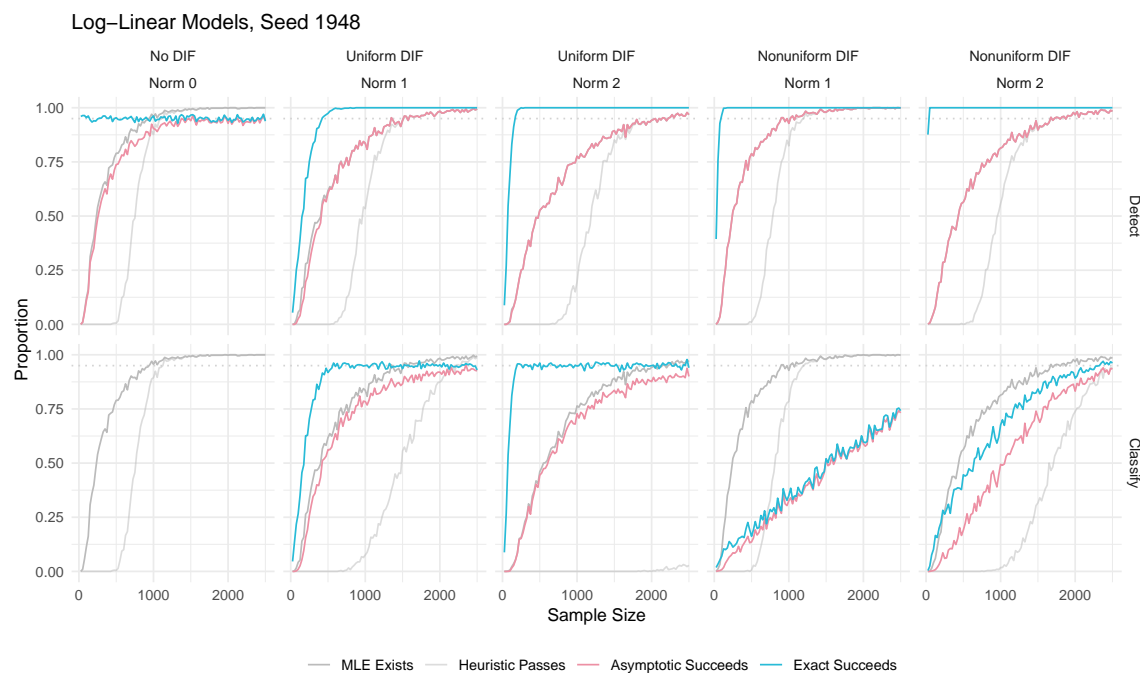 Log−Linear Models, Seed 1948
No DIF
Uniform DIF
Uniform DIF
Nonuniform DIF
Nonuniform DIF
Norm 0
Norm 1
Norm 2
Norm 1
Norm 2
1.00
0.75
0.50
0.25
0.00
Detect
1.00
0.75
0.50
0.25
0.00
Classify
Proportion
0 1000 2000
0 1000 2000
0 1000 2000
0 1000 2000
0 1000 2000
Sample Size
MLE Exists
Heuristic Passes
Asymptotic Succeeds
Exact Succeeds